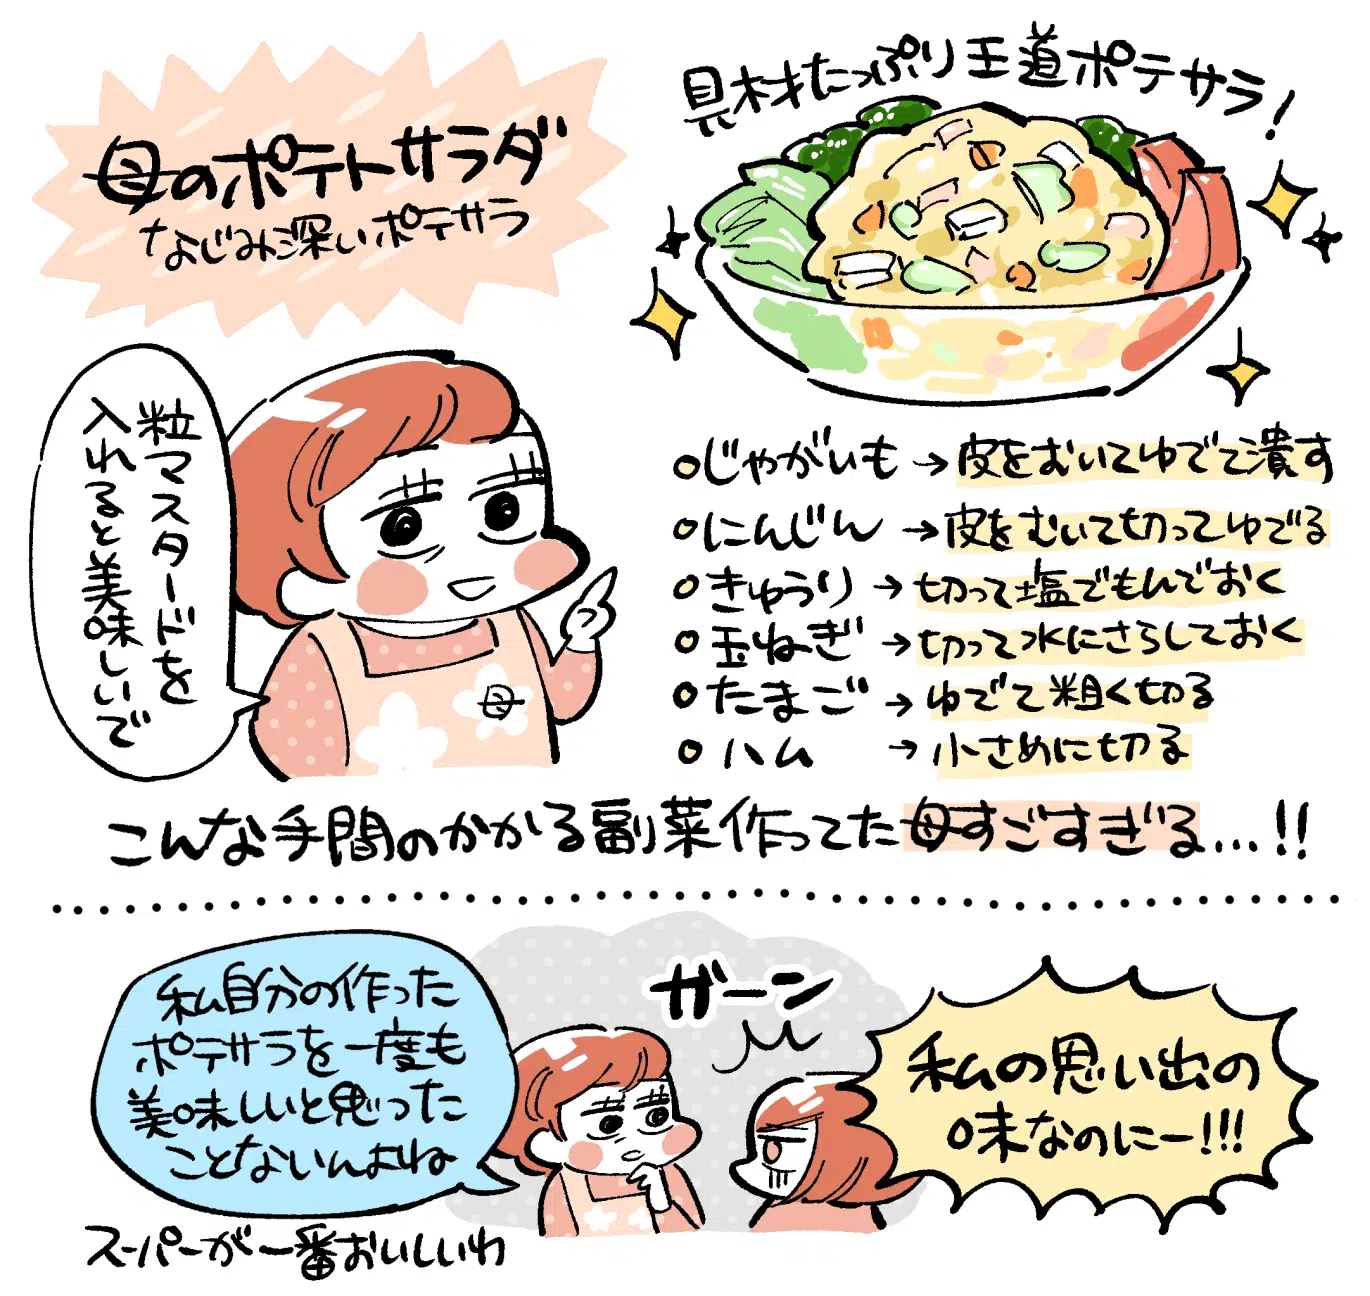 母のポテトサラダ
なじみ深いポテサラ
具材たっぷり王道ポテサラ!
粒マスタードを
入れると美味しいで
母
じゃがいも→皮をむいてゆでて潰す
にんじん→皮をむいて切ってゆでる
きゅうり→切って塩でもんでおく
玉ねぎ→切って水にさらしておく
たまご→ゆでて粗く切る
ハム→小さめに切る
こんな手間のかかる副菜作ってた母すごすぎる…!!
私自分の作った
ポテサラを一度も
美味しいと思った
ことないんよね
スーパーが一番おいしいわ
ガーン
私の思い出の
味なのにー!!!